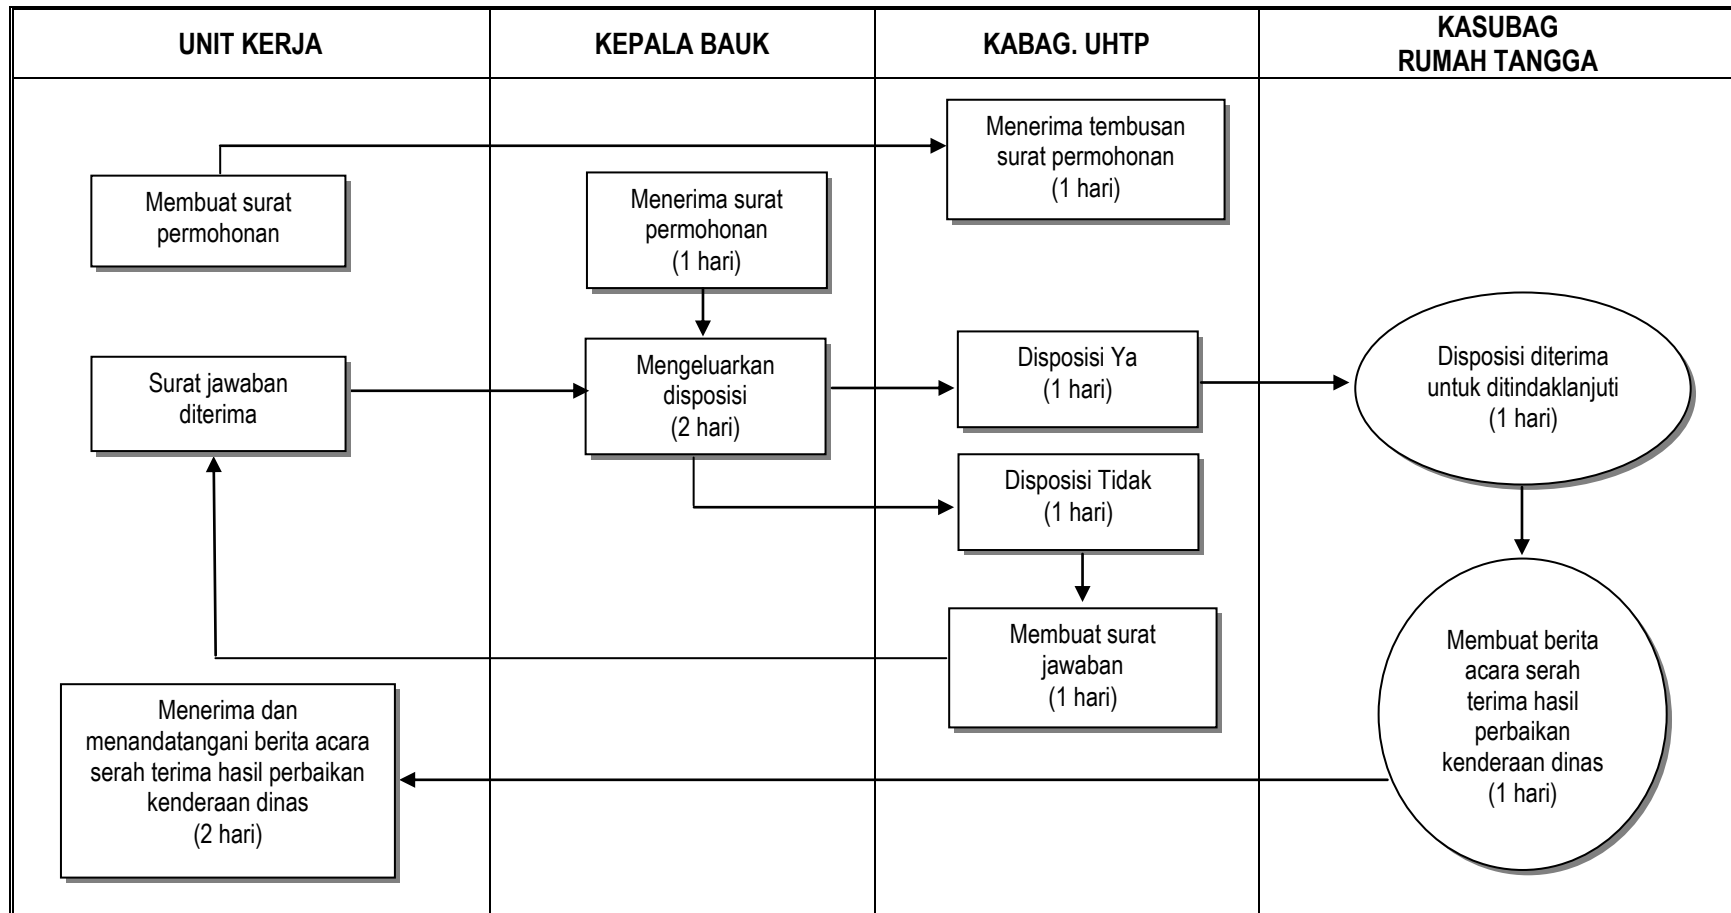 UNIT KERJA
KEPALA BAUK
KABAG. UHTP
KASUBAG
RUMAH TANGGA
Menerima tembusan
surat permohonan
(1 hari)
Membuat surat
permohonan
Menerima surat
permohonan
(1 hari)
Surat jawaban
diterima
Mengeluarkan
disposisi
(2 hari)
Disposisi Ya
(1 hari)
Disposisi diterima
untuk ditindaklanjuti
(1 hari)
Disposisi Tidak
(1 hari)
Membuat surat
jawaban
(1 hari)
Membuat berita
acara serah
terima hasil
perbaikan
kenderaan dinas
(1 hari)
Menerima dan
menandatangani berita acara
serah terima hasil perbaikan
kenderaan dinas
(2 hari)